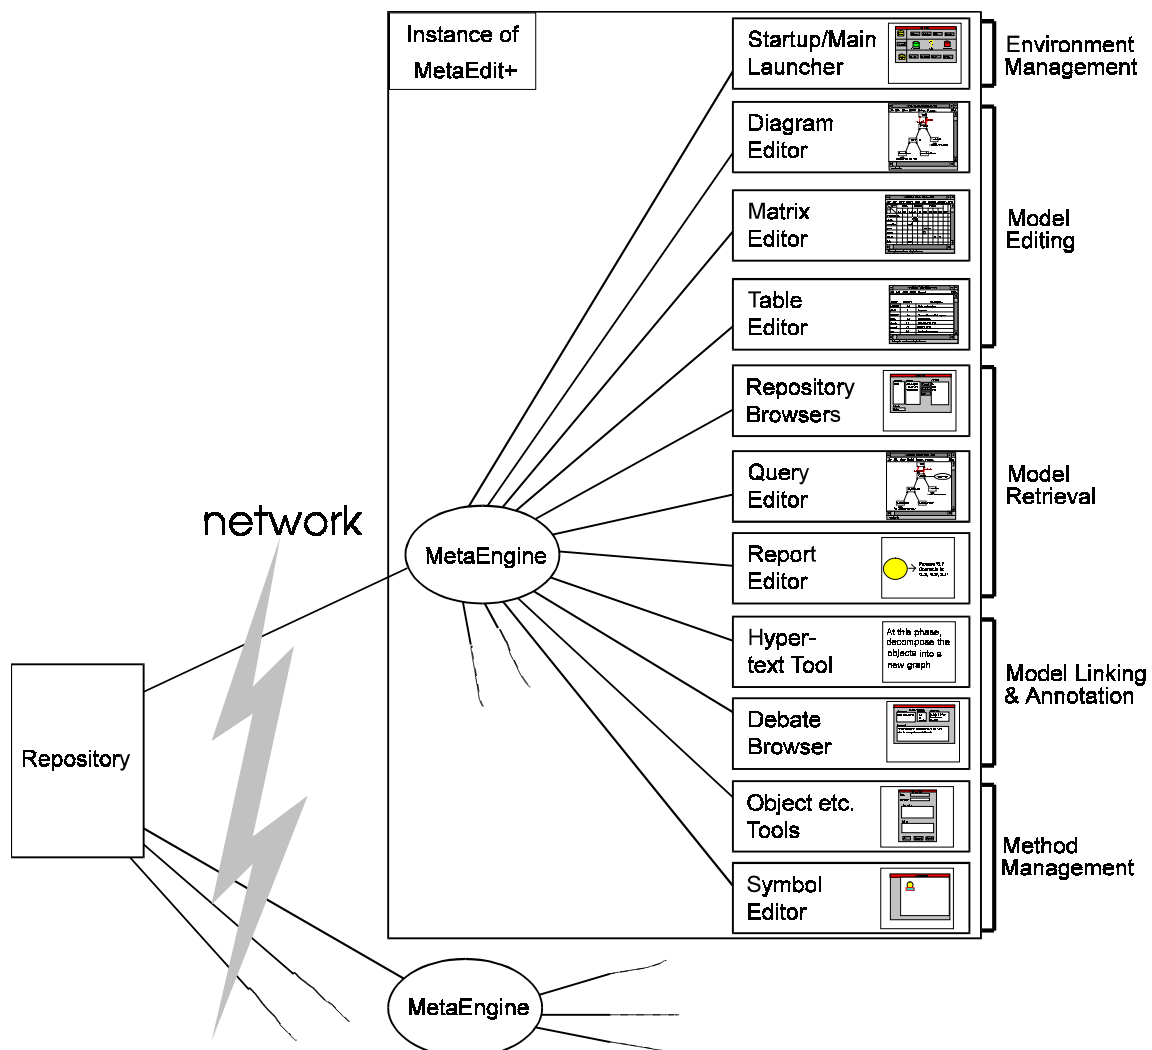 Instance of
MetaEdit+
Startup/Main
Launcher
Environment
Management
Diagram
Editor
Matrix
Editor
Table
Editor
Model
Editing
Repository
Browsers
Query
Editor
Report
Editor
Model
Retrieval
Hyper-
text Tool
At this phase,
decompose the
objects into a
new graph
Debate
Browser
Model Linking
& Annotation
Object etc.
Tools
Symbol
Editor
Method
Management
network
MetaEngine
Repository
MetaEngine